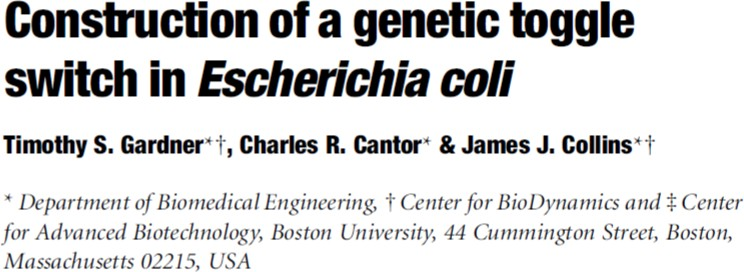 Construction of a genetic toggle
switch in Escherichia coli
Timothy S. Gardner*†, Charles R. Cantor* & James J. Collins*†
* Department of Biomedical Engineering, † Center for BioDynamics and ‡ Center
for Advanced Biotechnology, Boston University, 44 Cummington Street, Boston,
Massachusetts 02215, USA